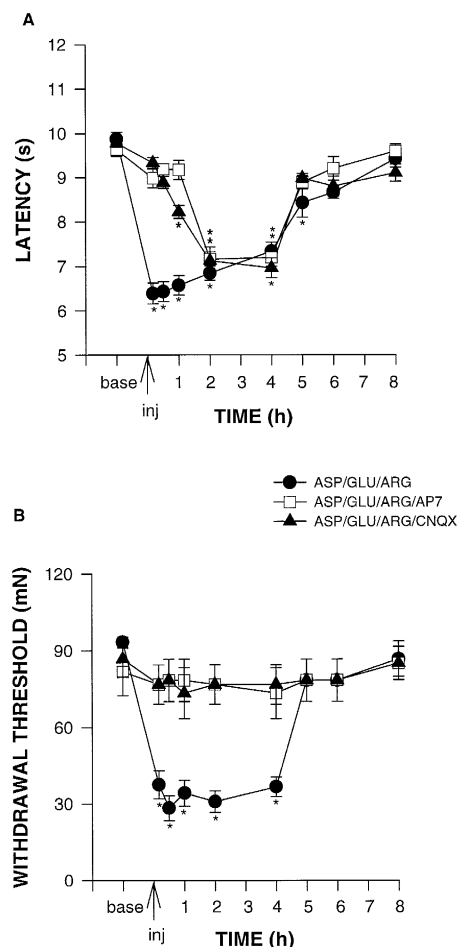 A
12
11
10
9
8
7
6
5
LATENCY (s)
base 1 2 3 4 5 6 7 8
inj
TIME (h)
ASP/GLU/ARG
ASP/GLU/ARG/AP7
ASP/GLU/ARG/CNQX
B
120
90
60
30
0
WITHDRAWAL THRESHOLD (mN)
base 1 2 3 4 5 6 7 8
inj
TIME (h)